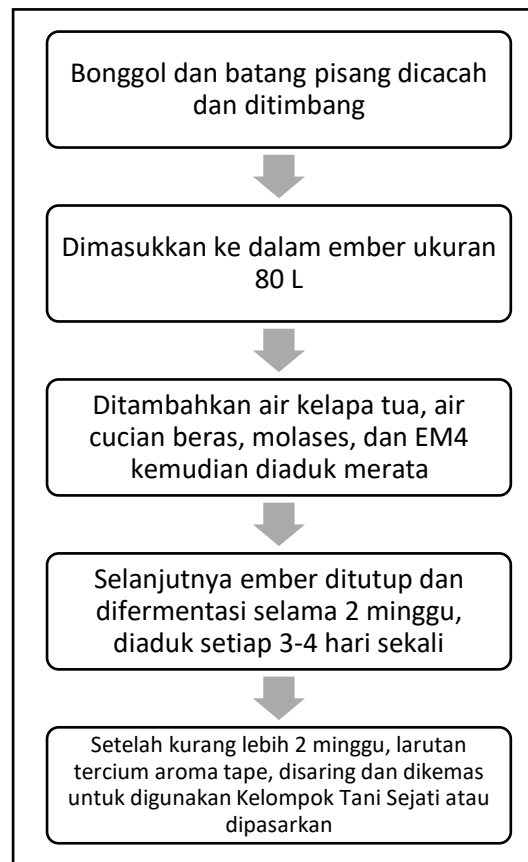 Bonggol dan batang pisang dicacah
dan ditimbang
Dimasukkan ke dalam ember ukuran
80 L
Ditambahkan air kelapa tua, air
cucian beras, molases, dan EM4
kemudian diaduk merata
Selanjutnya ember ditutup dan
difermentasi selama 2 minggu,
diaduk setiap 3-4 hari sekali
Setelah kurang lebih 2 minggu, larutan
tercium aroma tape, disaring dan dikemas
untuk digunakan Kelompok Tani Sejati atau
dipasarkan